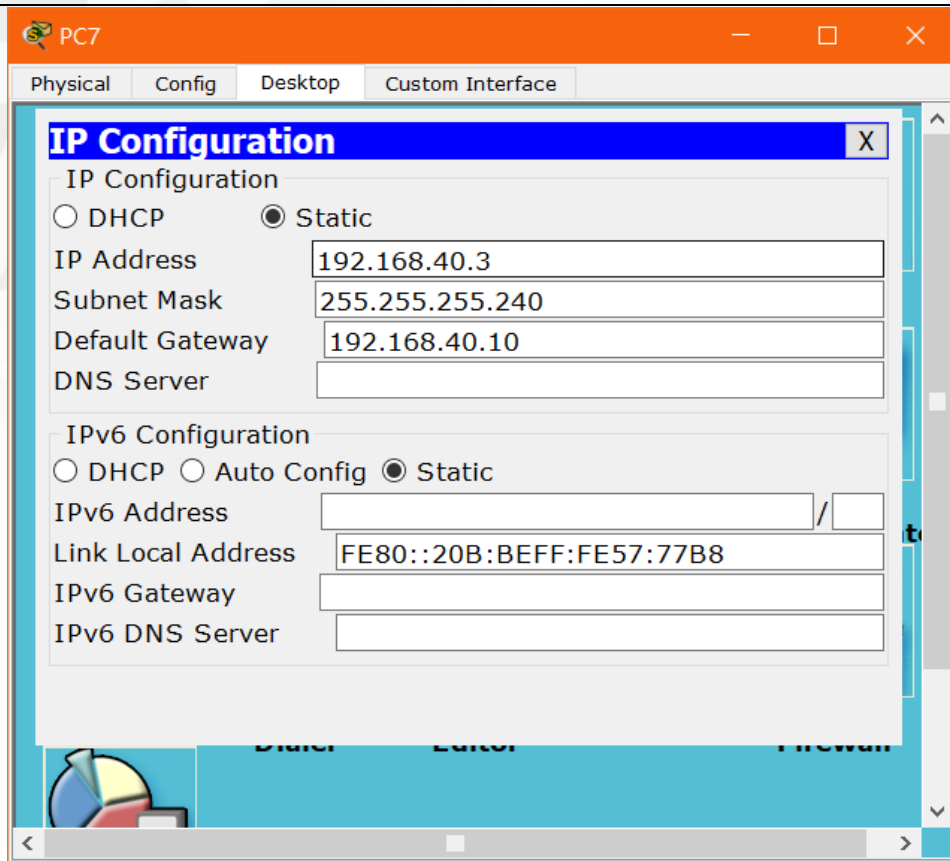 PC7
Physical Config Desktop Custom Interface
IP Configuration X
IP Configuration
DHCP Static
IP Address 192.168.40.3
Subnet Mask 255.255.255.240
Default Gateway 192.168.40.10
DNS Server
IPv6 Configuration
DHCP Auto Config Static
IPv6 Address /
Link Local Address FE80::20B:BEFF:FE57:77B8
IPv6 Gateway
IPv6 DNS Server